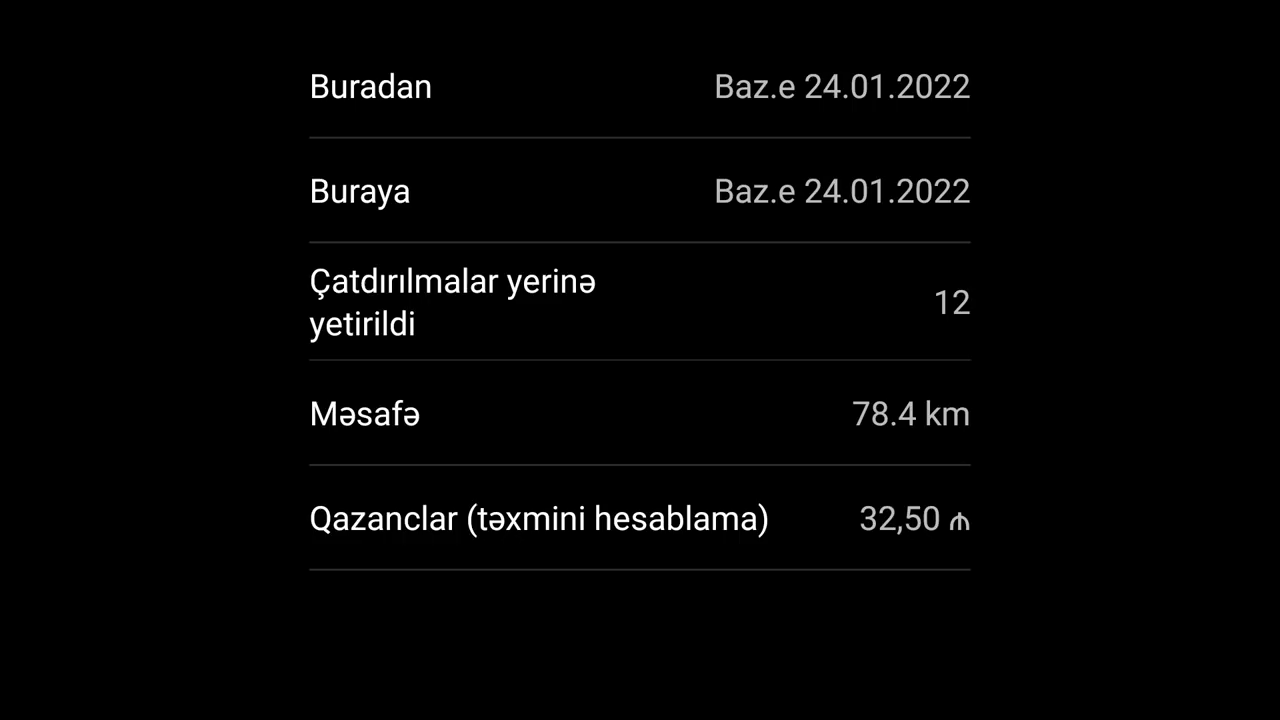 Buradan Baz.e 24.01.2022
Buraya Baz.e 24.01.2022
Çatdırılmalar yerinə
yetirildi 12
Məsafə 78.4 km
Qazanclar (təxmini hesablama) 32,50 ₼